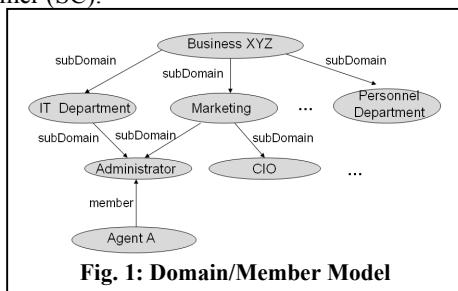 mer (SC).
Business XYZ
subDomain
subDomain
subDomain
IT Department
Marketing
...
Personnel
Department
subDomain
subDomain
subDomain
Administrator
CIO
...
member
Agent A
Fig. 1: Domain/Member Model